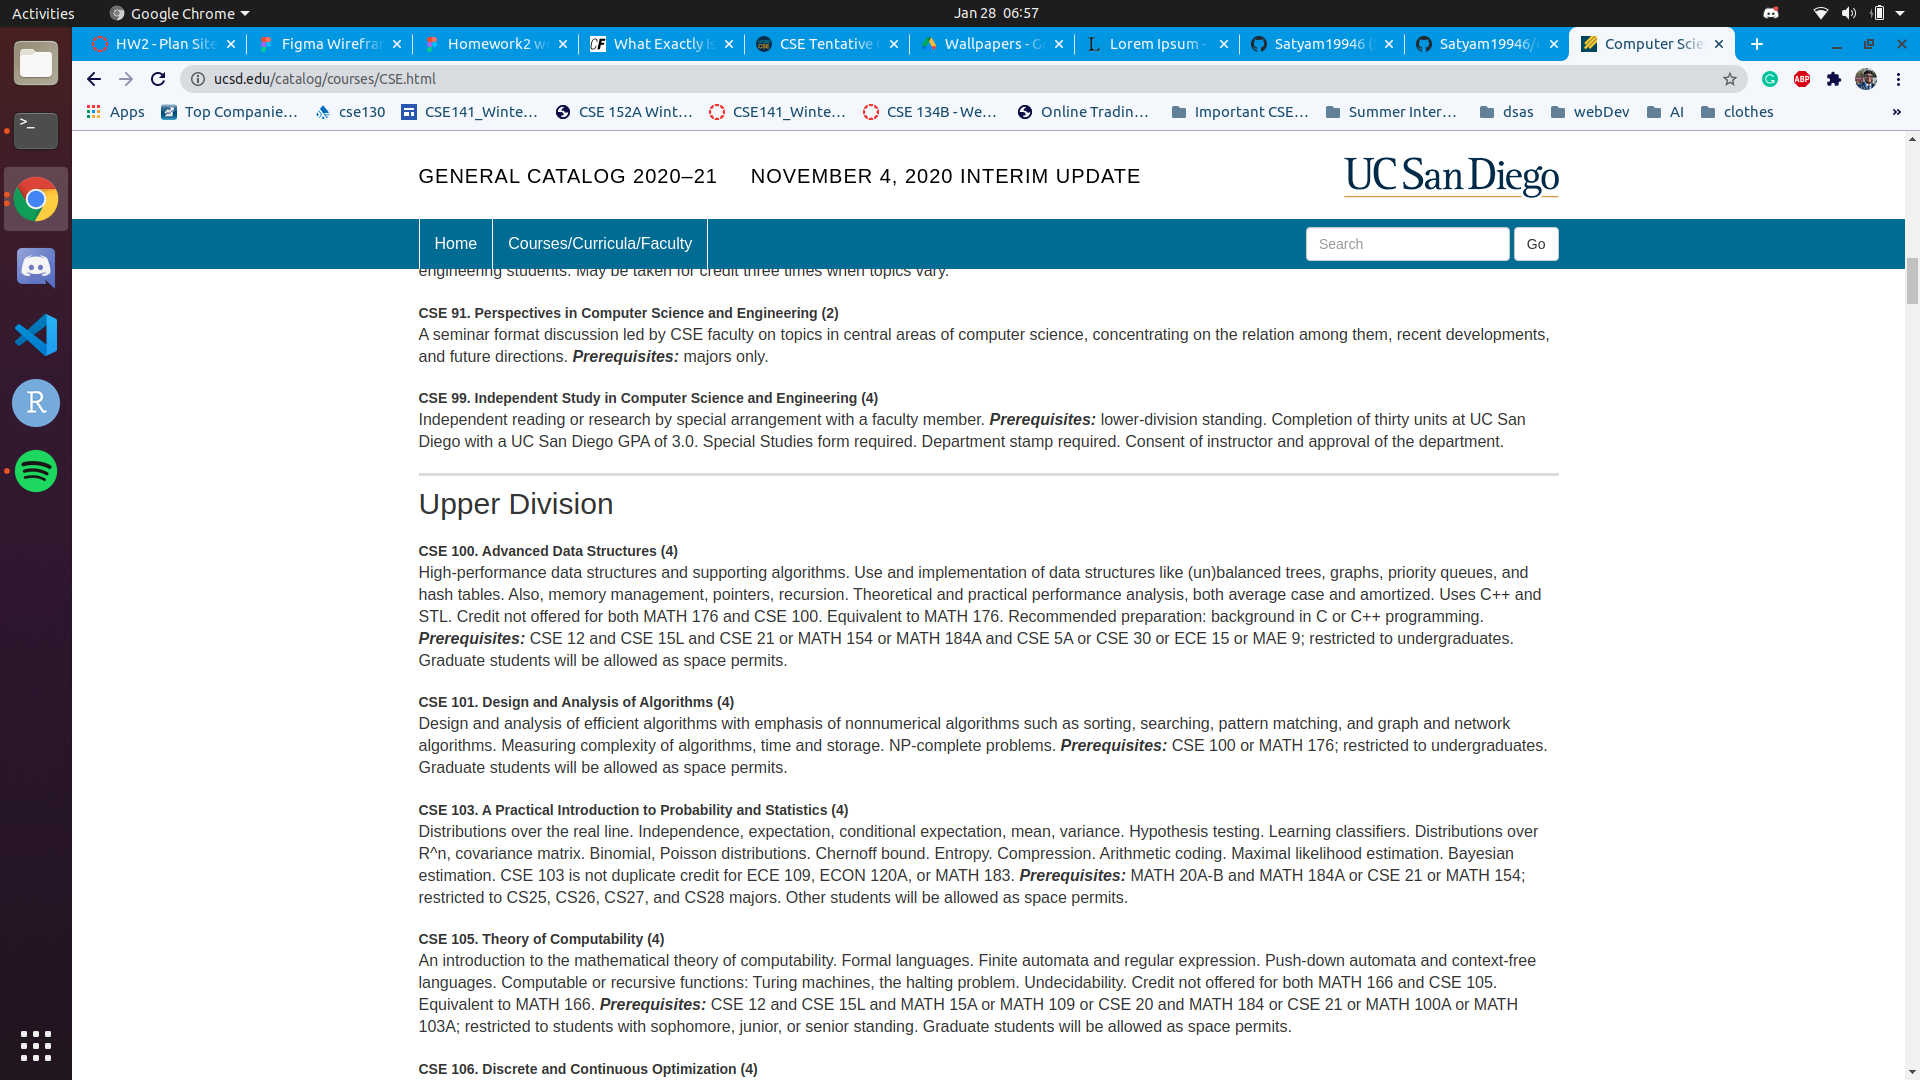 Activities
Google Chrome
Jan 28 06:57
HW2 - Plan Site
Figma Wirefra
Homework2 w
What Exactly Is
CSE Tentative
Wallpapers - G
Lorem Ipsum -
Satyam19946 (
Satyam19946/
Computer Scie
ucsd.edu/catalog/courses/CSE.html
ABP
Apps
Top Companie...
cse130
CSE141_Winte...
CSE 152A Wint...
CSE141_Winte...
CSE 134B - We...
Online Tradin...
Important CSE...
Summer Inter...
dsas
webDev
AI
clothes
»
GENERAL CATALOG 2020–21 NOVEMBER 4, 2020 INTERIM UPDATE
UC San Diego
Home
Courses/Curricula/Faculty
Search
Go
engineering students. May be taken for credit three times when topics vary.
CSE 91. Perspectives in Computer Science and Engineering (2)
A seminar format discussion led by CSE faculty on topics in central areas of computer science, concentrating on the relation among them, recent developments,
and future directions. Prerequisites: majors only.
CSE 99. Independent Study in Computer Science and Engineering (4)
Independent reading or research by special arrangement with a faculty member. Prerequisites: lower-division standing. Completion of thirty units at UC San
Diego with a UC San Diego GPA of 3.0. Special Studies form required. Department stamp required. Consent of instructor and approval of the department.
Upper Division
CSE 100. Advanced Data Structures (4)
High-performance data structures and supporting algorithms. Use and implementation of data structures like (un)balanced trees, graphs, priority queues, and
hash tables. Also, memory management, pointers, recursion. Theoretical and practical performance analysis, both average case and amortized. Uses C++ and
STL. Credit not offered for both MATH 176 and CSE 100. Equivalent to MATH 176. Recommended preparation: background in C or C++ programming.
Prerequisites: CSE 12 and CSE 15L and CSE 21 or MATH 154 or MATH 184A and CSE 5A or CSE 30 or ECE 15 or MAE 9; restricted to undergraduates.
Graduate students will be allowed as space permits.
CSE 101. Design and Analysis of Algorithms (4)
Design and analysis of efficient algorithms with emphasis of nonnumerical algorithms such as sorting, searching, pattern matching, and graph and network
algorithms. Measuring complexity of algorithms, time and storage. NP-complete problems. Prerequisites: CSE 100 or MATH 176; restricted to undergraduates.
Graduate students will be allowed as space permits.
CSE 103. A Practical Introduction to Probability and Statistics (4)
Distributions over the real line. Independence, expectation, conditional expectation, mean, variance. Hypothesis testing. Learning classifiers. Distributions over
R^n, covariance matrix. Binomial, Poisson distributions. Chernoff bound. Entropy. Compression. Arithmetic coding. Maximal likelihood estimation. Bayesian
estimation. CSE 103 is not duplicate credit for ECE 109, ECON 120A, or MATH 183. Prerequisites: MATH 20A-B and MATH 184A or CSE 21 or MATH 154;
restricted to CS25, CS26, CS27, and CS28 majors. Other students will be allowed as space permits.
CSE 105. Theory of Computability (4)
An introduction to the mathematical theory of computability. Formal languages. Finite automata and regular expression. Push-down automata and context-free
languages. Computable or recursive functions: Turing machines, the halting problem. Undecidability. Credit not offered for both MATH 166 and CSE 105.
Equivalent to MATH 166. Prerequisites: CSE 12 and CSE 15L and MATH 15A or MATH 109 or CSE 20 and MATH 184 or CSE 21 or MATH 100A or MATH
103A; restricted to students with sophomore, junior, or senior standing. Graduate students will be allowed as space permits.
CSE 106. Discrete and Continuous Optimization (4)